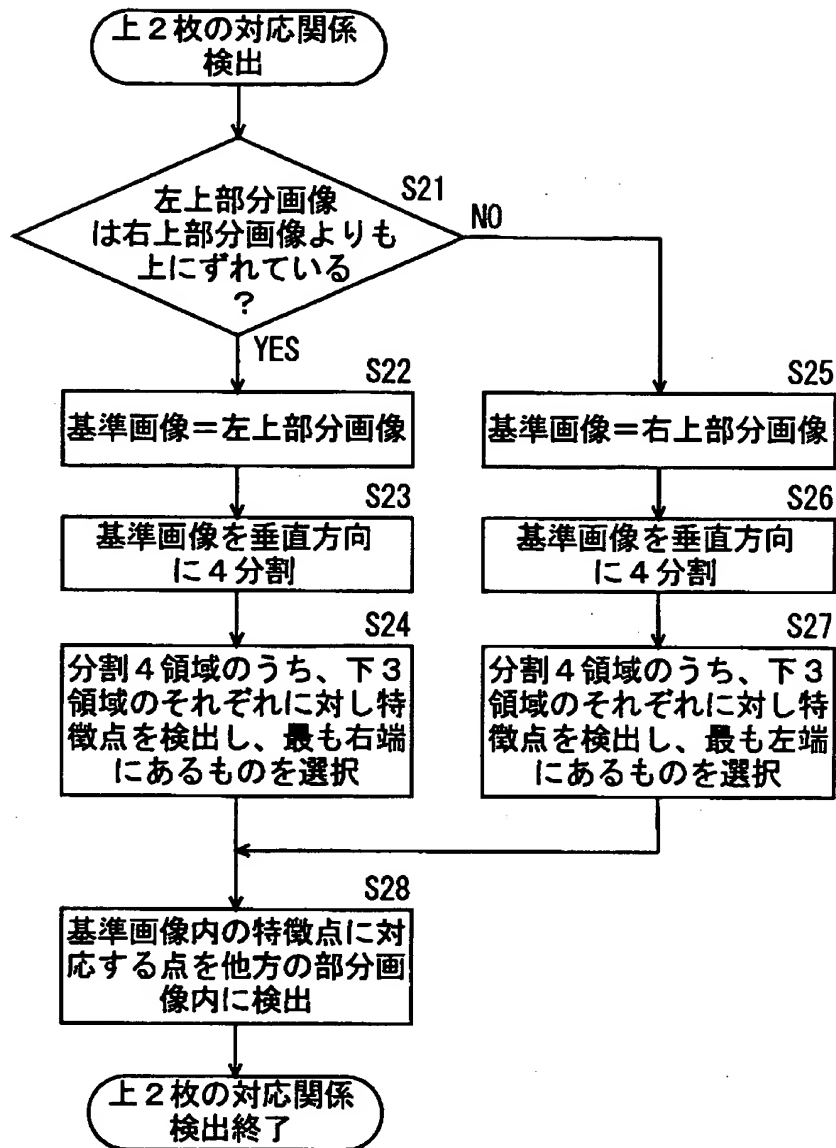 上２枚の対応関係
検出
S21
左上部分画像
は右上部分画像よりも
上にずれている
？
NO
YES
S22
基準画像＝左上部分画像
S23
基準画像を垂直方向
に４分割
S24
分割４領域のうち、下３
領域のそれぞれに対し特
徴点を検出し、最も右端
にあるものを選択
S25
基準画像＝右上部分画像
S26
基準画像を垂直方向
に４分割
S27
分割４領域のうち、下３
領域のそれぞれに対し特
徴点を検出し、最も左端
にあるものを選択
S28
基準画像内の特徴点に対
応する点を他方の部分画
像内に検出
上２枚の対応関係
検出終了